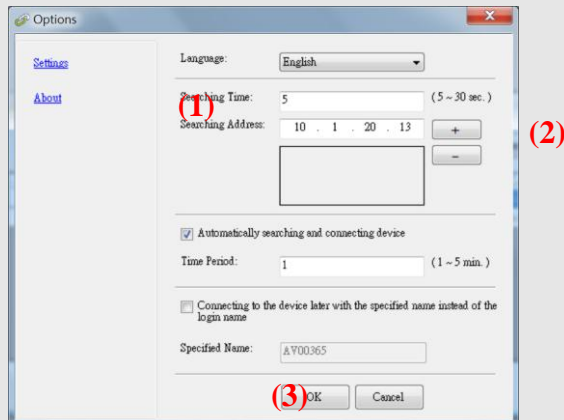 Options
Settings
About
Language: English
(1)
Searching Time: 5 (5 ~ 30 sec.)
Searching Address: 10 . 1 . 20 . 13 +
(2)
−
Automatically searching and connecting device
Time Period: 1 (1 ~ 5 min.)
Connecting to the device later with the specified name instead of the
login name
Specified Name: AV00365
(3) OK Cancel